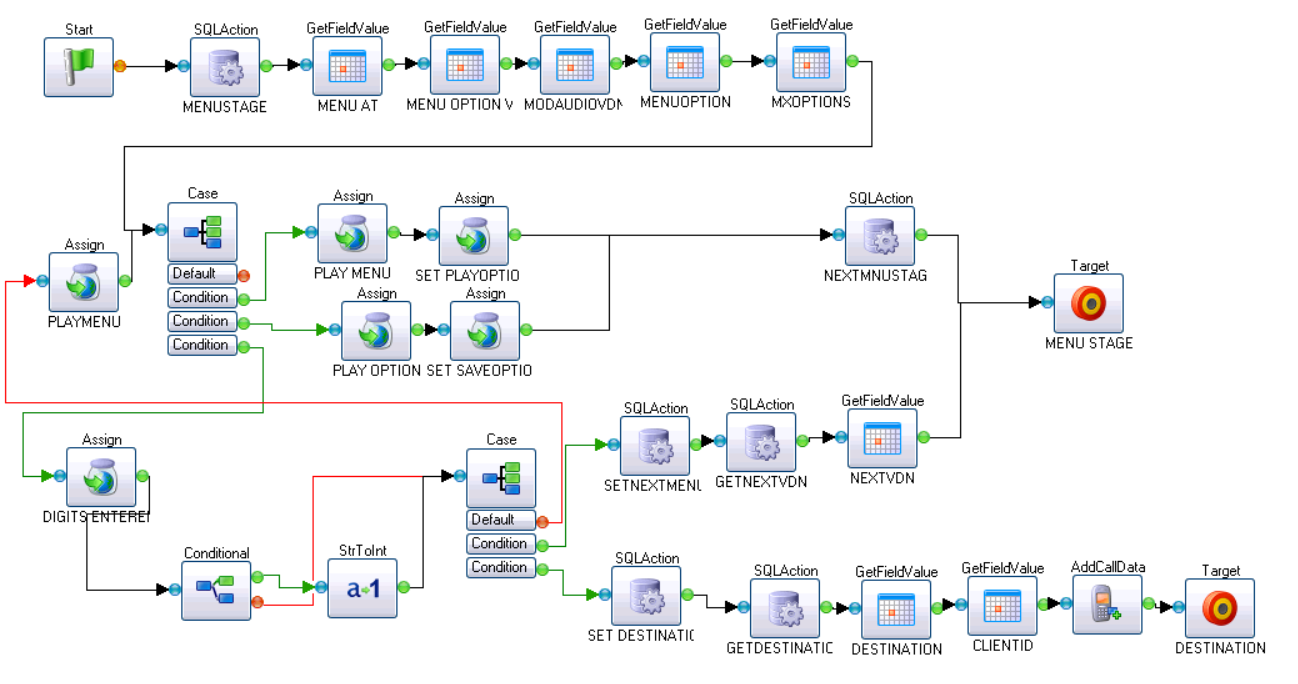 Start
SQLAction
GetFieldValue
GetFieldValue
GetFieldValue
GetFieldValue
GetFieldValue
MENUSTAGE
MENU AT
MENU OPTION V
MODAUDIOVDN
MENUOPTION
MXOPTIONS
Case
Assign
Assign
SQLAction
Assign
Default
PLAY MENU
SET PLAYOPTIO
NEXTMNUSTAG
Target
Condition
Assign
Assign
PLAYMENU
Condition
Condition
MENU STAGE
PLAY OPTION
SET SAVEOPTIO
SQLAction
SQLAction
GetFieldValue
Assign
Case
SETNEXTMENU
GETNEXTVDN
NEXTVDN
DIGITS ENTERE
Default
Condition
Conditional
StrToInt
a 1
Condition
SQLAction
SQLAction
GetFieldValue
GetFieldValue
AddCallData
Target
SET DESTINATIC
GETDESTINATIC
DESTINATION
CLIENTID
DESTINATION